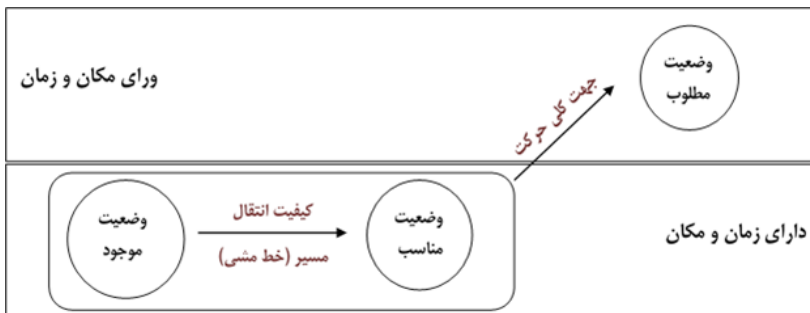 ورای مکان و زمان
وضعیت
مطلوب
جهت کلی حرکت
دارای زمان و مکان
وضعیت
مناسب
کیفیت انتقال
مسیر (خط مشی)
وضعیت
موجود